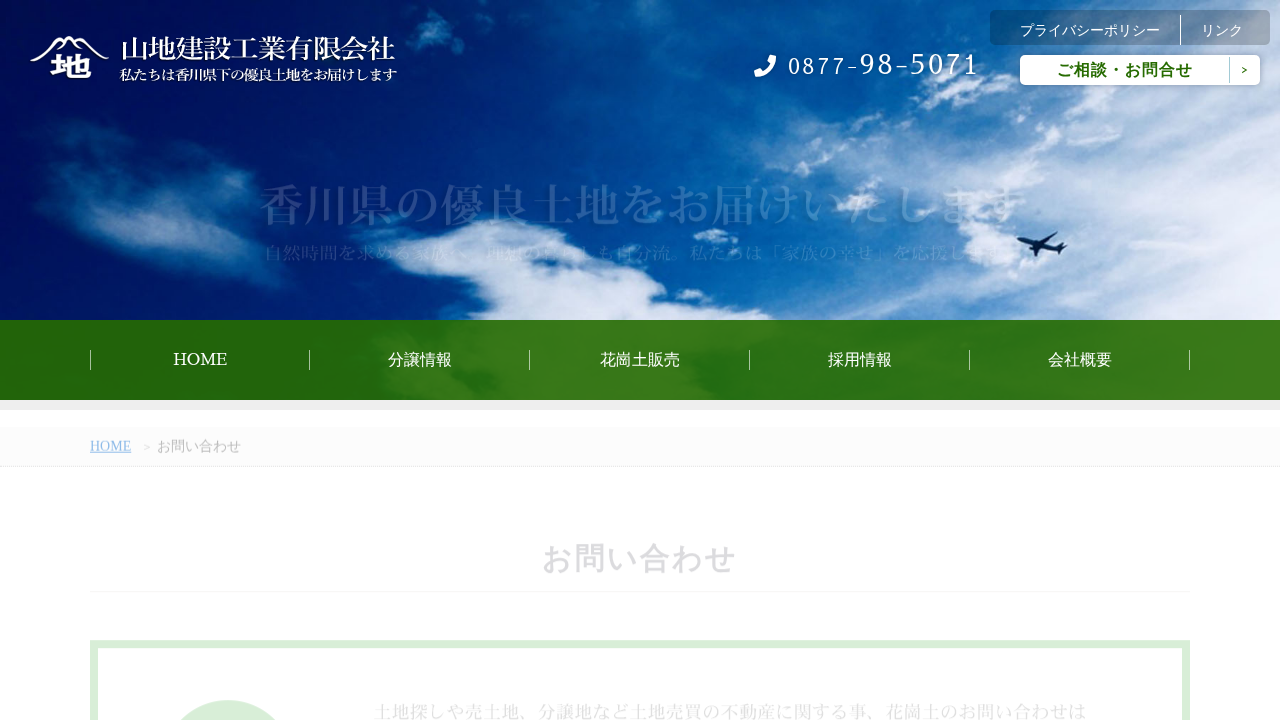 プライバシーポリシー リンク
山地建設工業有限会社
地
私たちは香川県下の優良土地をお届けします
0877-98-5071
ご相談・お問合せ >
香川県の優良土地をお届けいたします
自然時間を求める家族へ、
自分流。私たちは「家族の幸せ」を応援し
HOME 分譲情報 花崗土販売 採用情報 会社概要
HOME > お問い合わせ
お問い合わせ
土地探しや売土地、分譲地など土地売買の不動産に関する事、花崗土のお問い合わせは